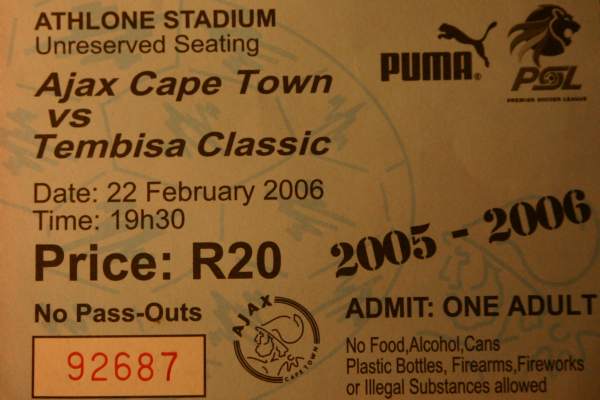 ATHLONE STADIUM
Unreserved Seating
PUMA
PSL
PREMIER SOCCER LEAGUE
Ajax Cape Town
vs
Tembisa Classic
Date: 22 February 2006
Time: 19h30
Price: R20
2005 - 2006
No Pass-Outs
92687
AJAX
CAPE TOWN
ADMIT: ONE ADULT
No Food,Alcohol,Cans
Plastic Bottles, Firearms,Fireworks
or Illegal Substances allowed